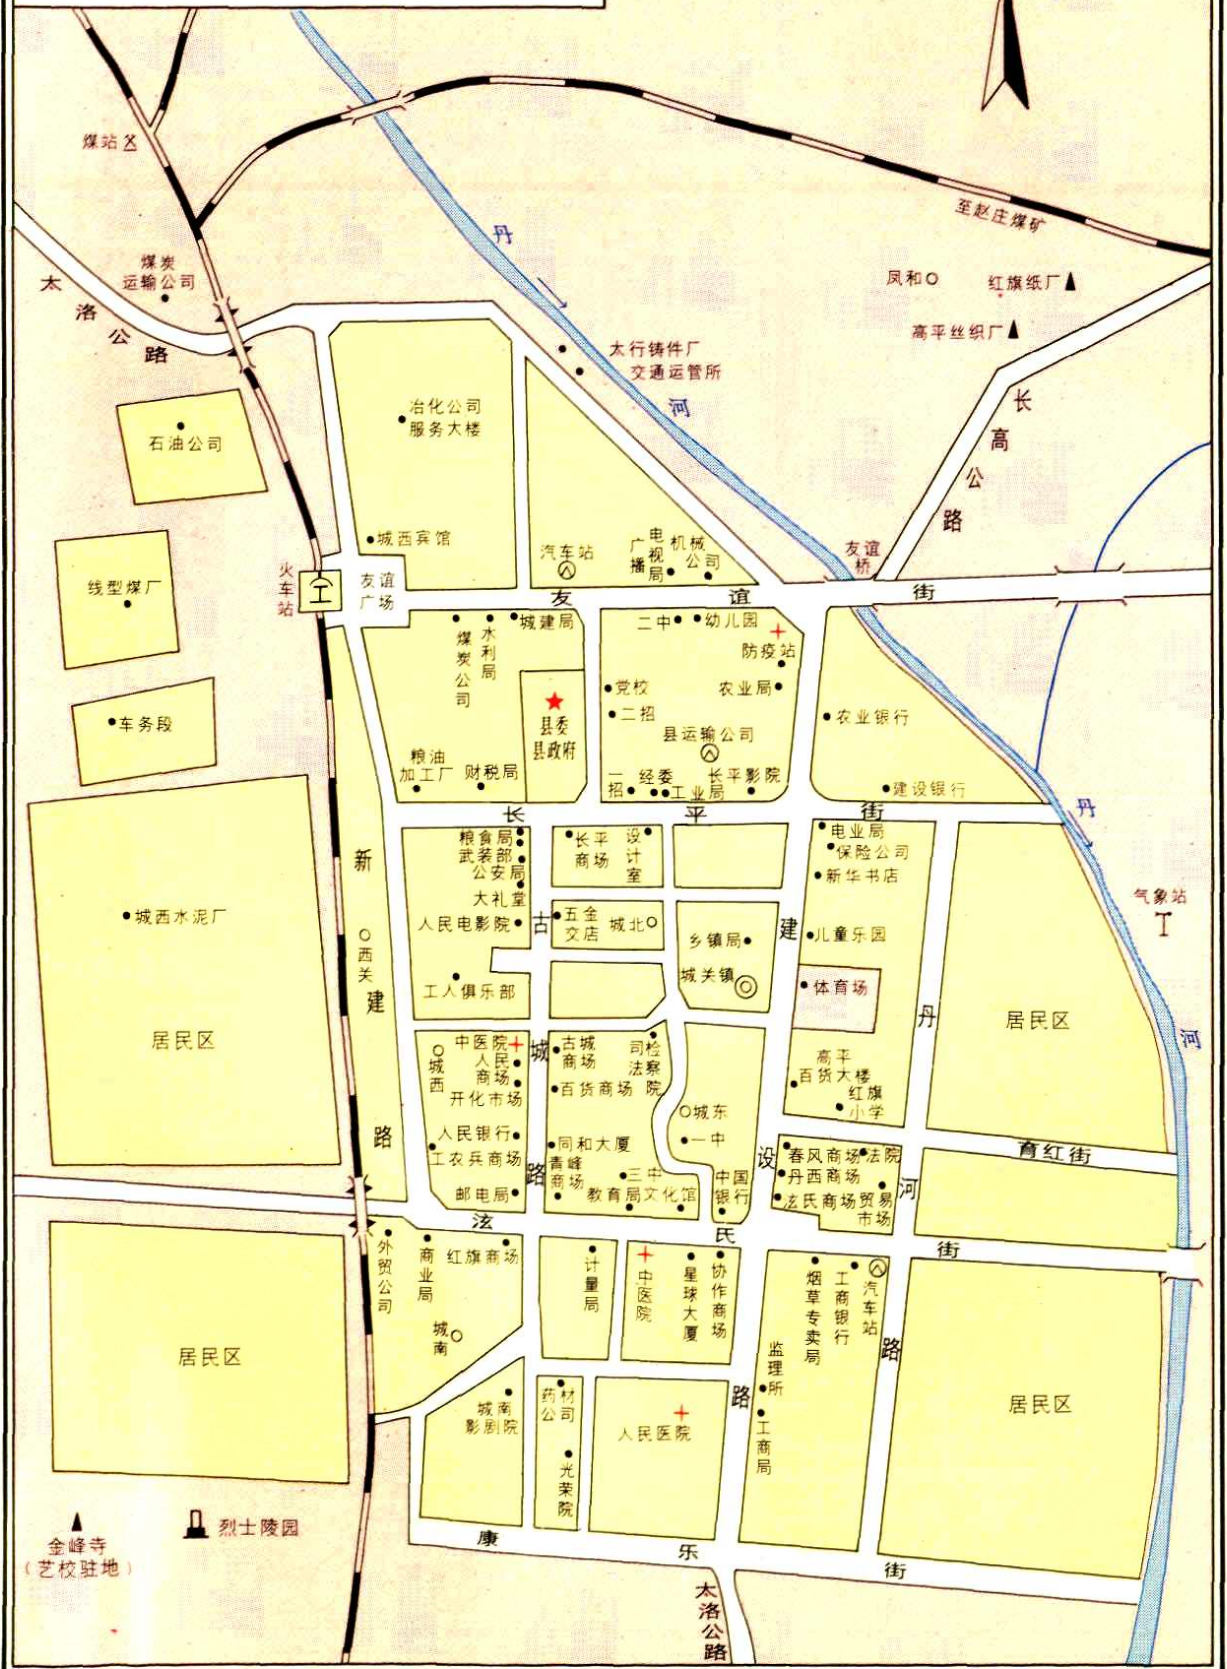 煤站
至赵庄煤矿
丹
煤炭
运输公司
凤和
红旗纸厂
太洛公路
高平丝织厂
太行铸件厂
交通运管所
河
长高公路
冶化公司
服务大楼
石油公司
城西宾馆
汽车站
广播
电视局
机械
公司
友谊
桥
线型煤厂
火车站
友谊
广场
友谊街
煤炭公司
水利局
城建局
二中
幼儿园
防疫站
党校
农业局
二招
县委
县政府
县运输公司
农业银行
车务段
粮油
加工厂
财税局
一招
经委
工业局
长平影院
建设银行
长平街
丹
粮食局
武装部
公安局
大礼堂
人民电影院
长平
商场
设计室
电业局
保险公司
新华书店
新建路
气象站
城西水泥厂
古城路
五金
交店
城北
乡镇局
建设路
儿童乐园
西关
城关镇
体育场
工人俱乐部
丹河路
居民区
居民区
河
城西
中医院
人民
商场
开化市场
古城
商场
司法
检察
院
百货商场
高平
百货大楼
红旗
小学
城东
一中
人民银行
工农兵商场
同和大厦
青峰
商场
三中
教育局
文化馆
中国
银行
春风商场
法院
丹西商场
泫氏商场
贸易
市场
育红街
邮电局
泫氏街
外贸公司
商业局
红旗商场
计量局
中医院
星球大厦
协作商场
烟草专卖局
工商银行
汽车站
城南
居民区
监理所
居民区
城南
影剧院
药材
公司
人民医院
工商局
光荣院
烈士陵园
金峰寺
(艺校驻地)
康乐街
太洛公路